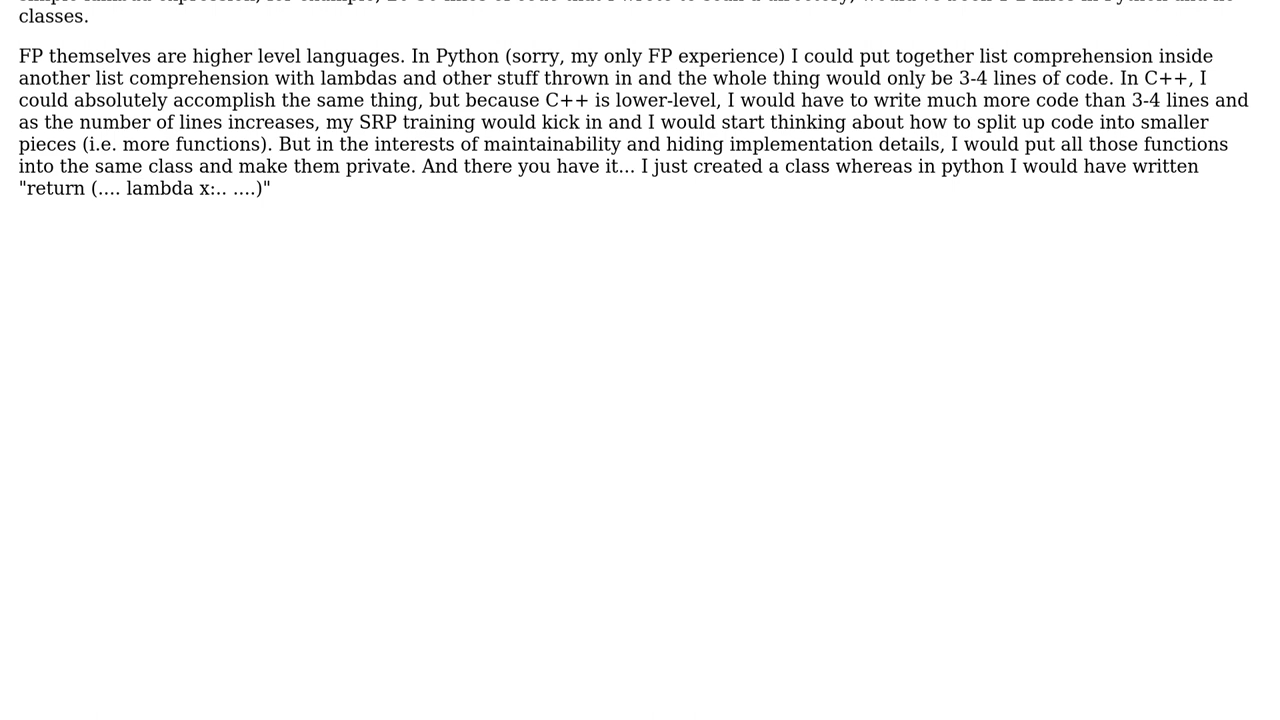 classes.
FP themselves are higher level languages. In Python (sorry, my only FP experience) I could put together list comprehension inside
another list comprehension with lambdas and other stuff thrown in and the whole thing would only be 3-4 lines of code. In C++, I
could absolutely accomplish the same thing, but because C++ is lower-level, I would have to write much more code than 3-4 lines and
as the number of lines increases, my SRP training would kick in and I would start thinking about how to split up code into smaller
pieces (i.e. more functions). But in the interests of maintainability and hiding implementation details, I would put all those functions
into the same class and make them private. And there you have it... I just created a class whereas in python I would have written
"return (.... lambda x:.. ....)"